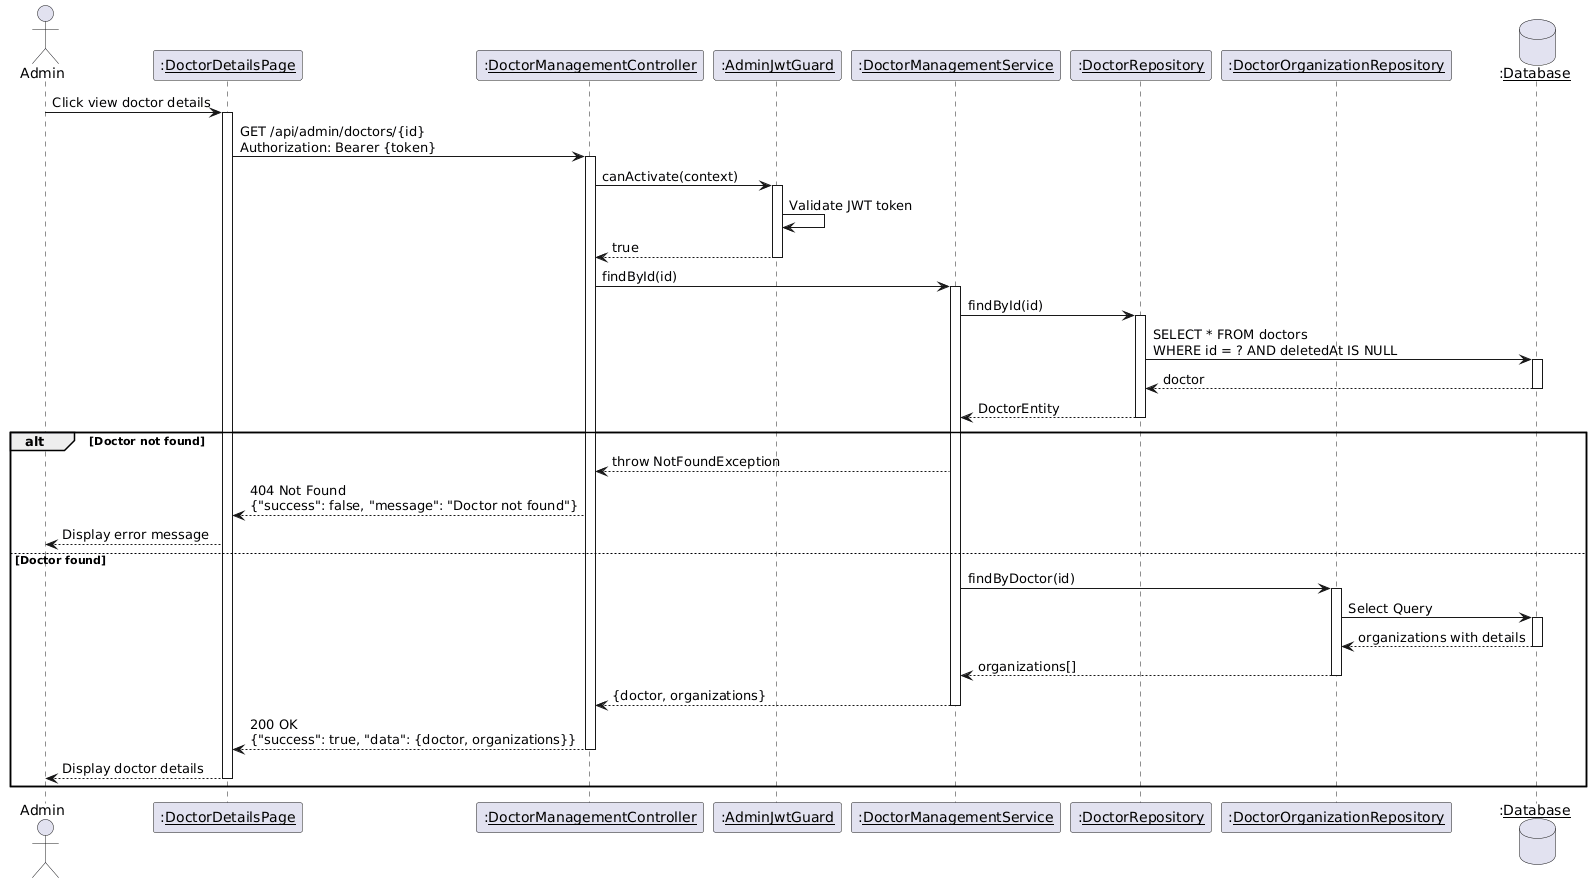 Admin
:DoctorDetailsPage
:DoctorManagementController
:AdminJwtGuard
:DoctorManagementService
:DoctorRepository
:DoctorOrganizationRepository
:Database
Click view doctor details
GET /api/admin/doctors/{id}
Authorization: Bearer {token}
canActivate(context)
Validate JWT token
true
findById(id)
findById(id)
SELECT * FROM doctors
WHERE id = ? AND deletedAt IS NULL
doctor
DoctorEntity
alt [Doctor not found]
throw NotFoundException
404 Not Found
{"success": false, "message": "Doctor not found"}
Display error message
[Doctor found]
findByDoctor(id)
Select Query
organizations with details
organizations[]
{doctor, organizations}
200 OK
{"success": true, "data": {doctor, organizations}}
Display doctor details
Admin
:DoctorDetailsPage
:DoctorManagementController
:AdminJwtGuard
:DoctorManagementService
:DoctorRepository
:DoctorOrganizationRepository
:Database